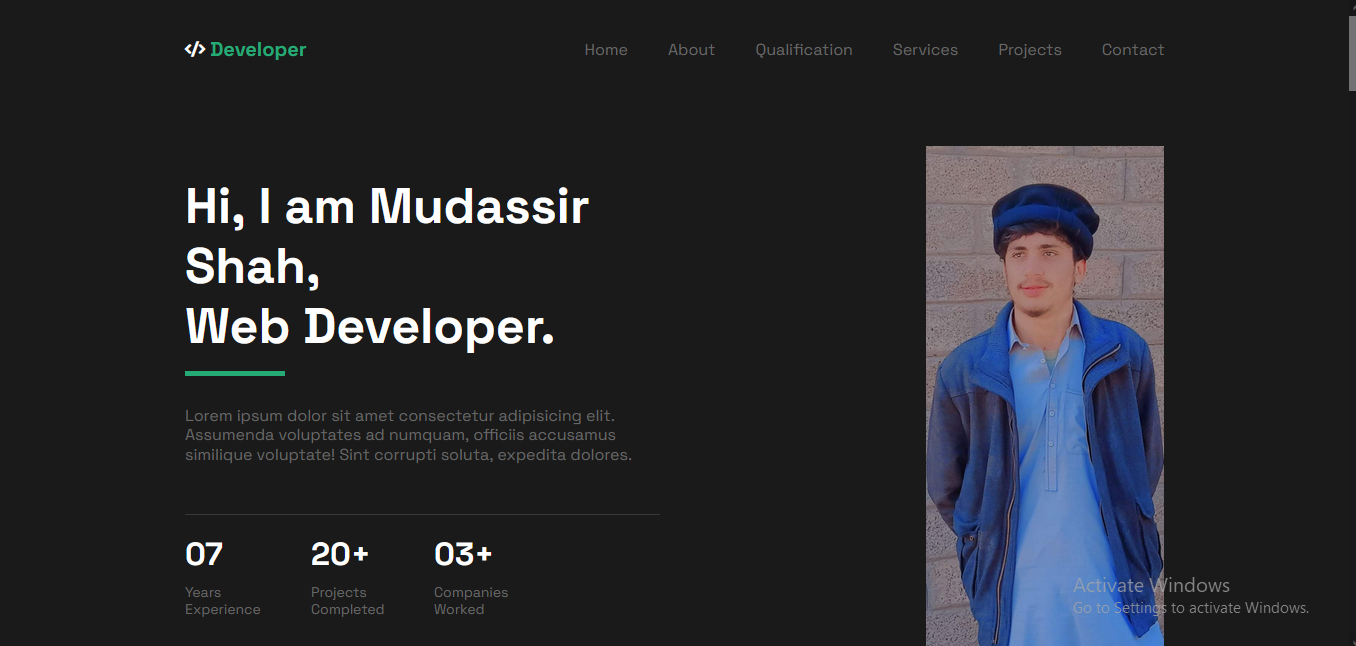 </> Developer
Home About Qualification Services Projects Contact
Hi, I am Mudassir
Shah,
Web Developer.
Lorem ipsum dolor sit amet consectetur adipisicing elit.
Assumenda voluptates ad numquam, officiis accusamus
similique voluptate! Sint corrupti soluta, expedita dolores.
07 20+ 03+
Years Projects Companies
Experience Completed Worked
Activate Windows
Go to Settings to activate Windows.